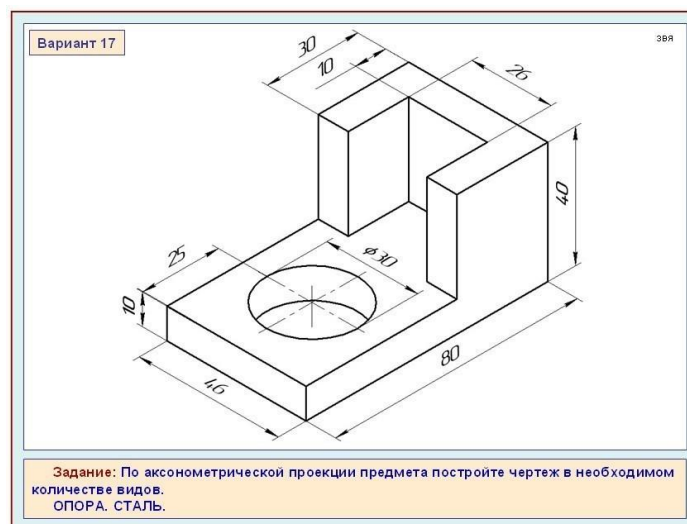 Вариант 17
звя
30
10
26
40
25
ϕ30
10
46
80
Задание: По аксонометрической проекции предмета постройте чертеж в необходимом
количестве видов.
ОПОРА. СТАЛЬ.